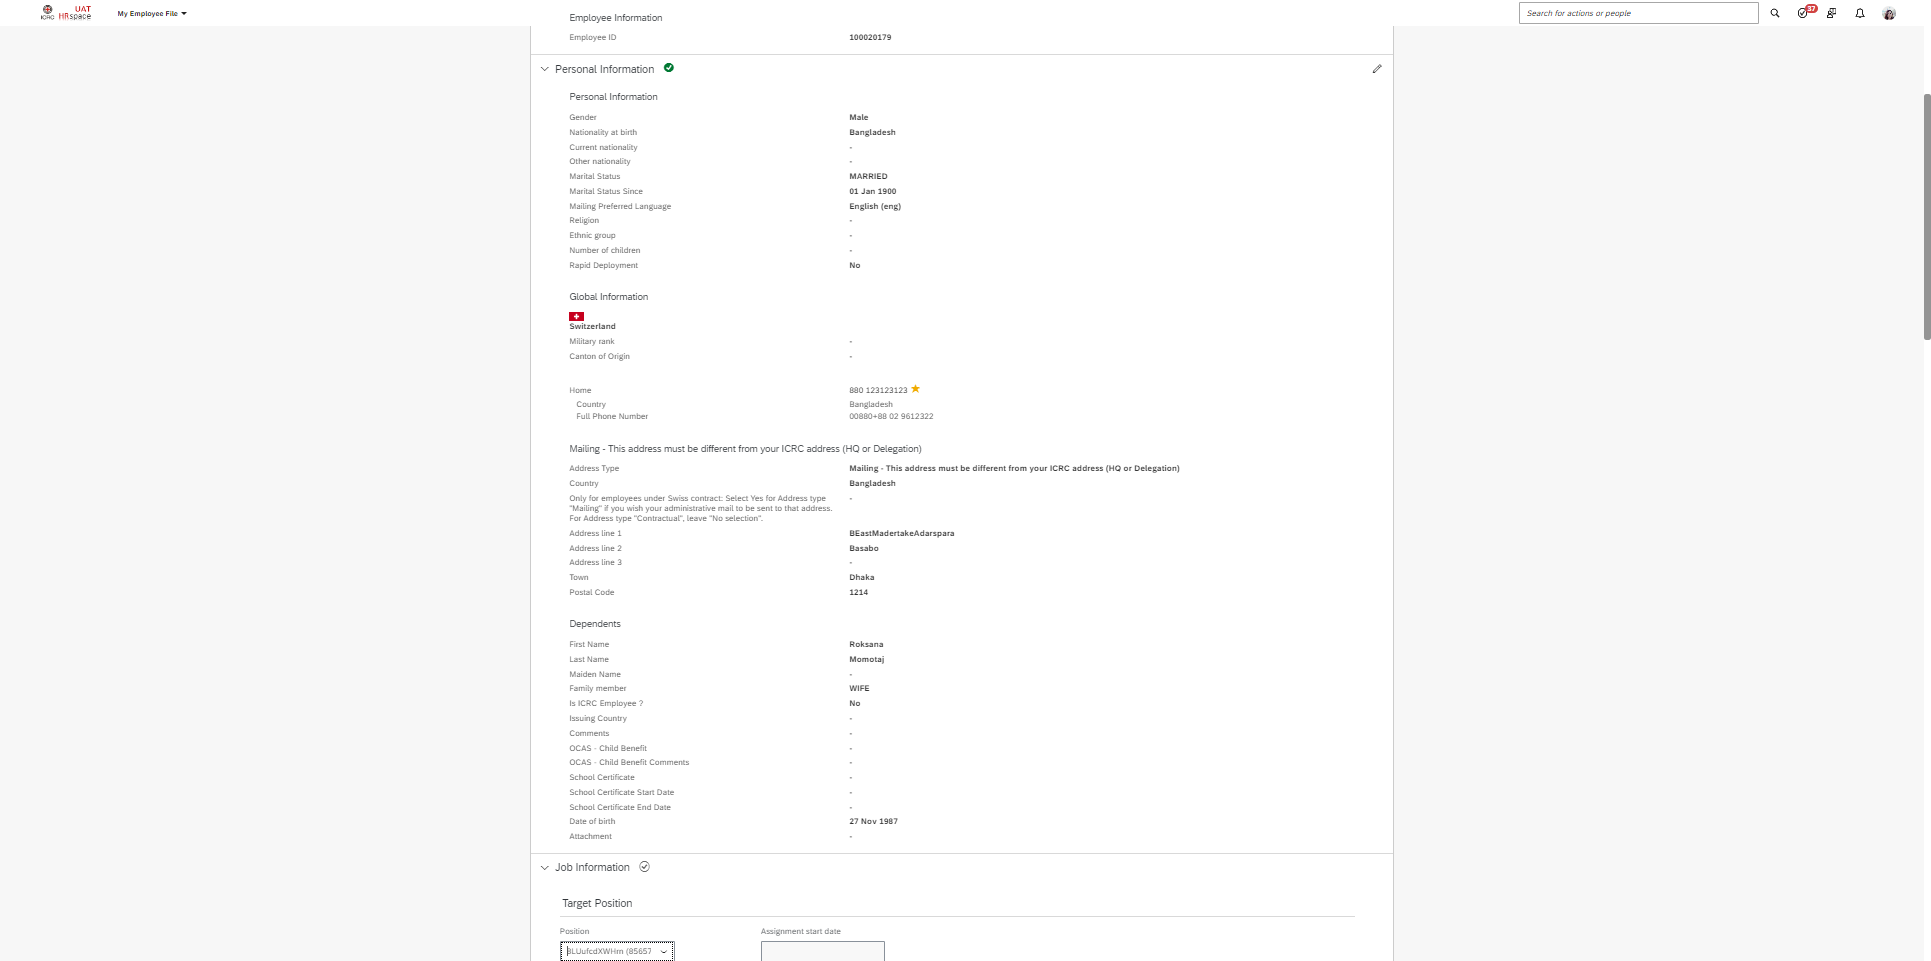 ICRC UAT HRspace My Employee File Search for actions or people 37
Employee Information
Employee ID 100020179
Personal Information
Personal Information
Gender Male
Nationality at birth Bangladesh
Current nationality -
Other nationality -
Marital Status MARRIED
Marital Status Since 01 Jan 1900
Mailing Preferred Language English (eng)
Religion -
Ethnic group -
Number of children -
Rapid Deployment No
Global Information
Switzerland
Military rank -
Canton of Origin -
Home 880 123123123
Country Bangladesh
Full Phone Number 00880+88 02 9612322
Mailing - This address must be different from your ICRC address (HQ or Delegation)
Address Type Mailing - This address must be different from your ICRC address (HQ or Delegation)
Country Bangladesh
Only for employees under Swiss contract: Select Yes for Address type -
"Mailing" if you wish your administrative mail to be sent to that address.
For Address type "Contractual", leave "No selection".
Address line 1 BEastMadertakeAdarspara
Address line 2 Basabo
Address line 3 -
Town Dhaka
Postal Code 1214
Dependents
First Name Roksana
Last Name Momotaj
Maiden Name -
Family member WIFE
Is ICRC Employee ? No
Issuing Country -
Comments -
OCAS - Child Benefit -
OCAS - Child Benefit Comments -
School Certificate -
School Certificate Start Date -
School Certificate End Date -
Date of birth 27 Nov 1987
Attachment -
Job Information
Target Position
Position Assignment start date
(85657